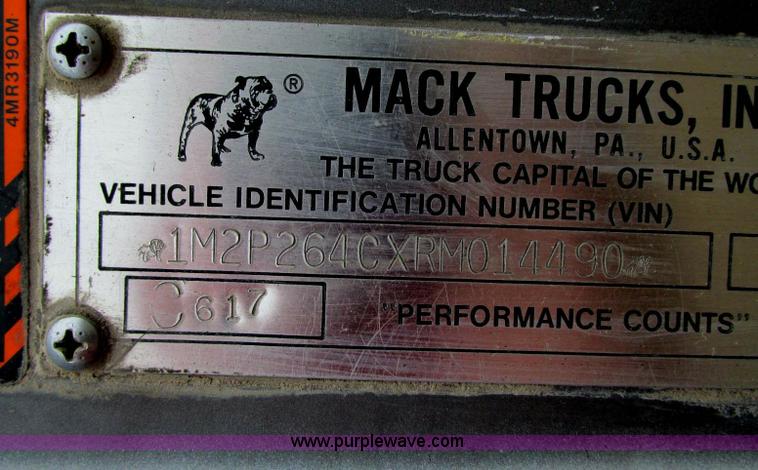 4MR3190M
®
MACK TRUCKS, IN
ALLENTOWN, PA., U.S.A.
THE TRUCK CAPITAL OF THE WO
VEHICLE IDENTIFICATION NUMBER (VIN)
1M2P264CXRM014490
C617
"PERFORMANCE COUNTS"
www.purplewave.com